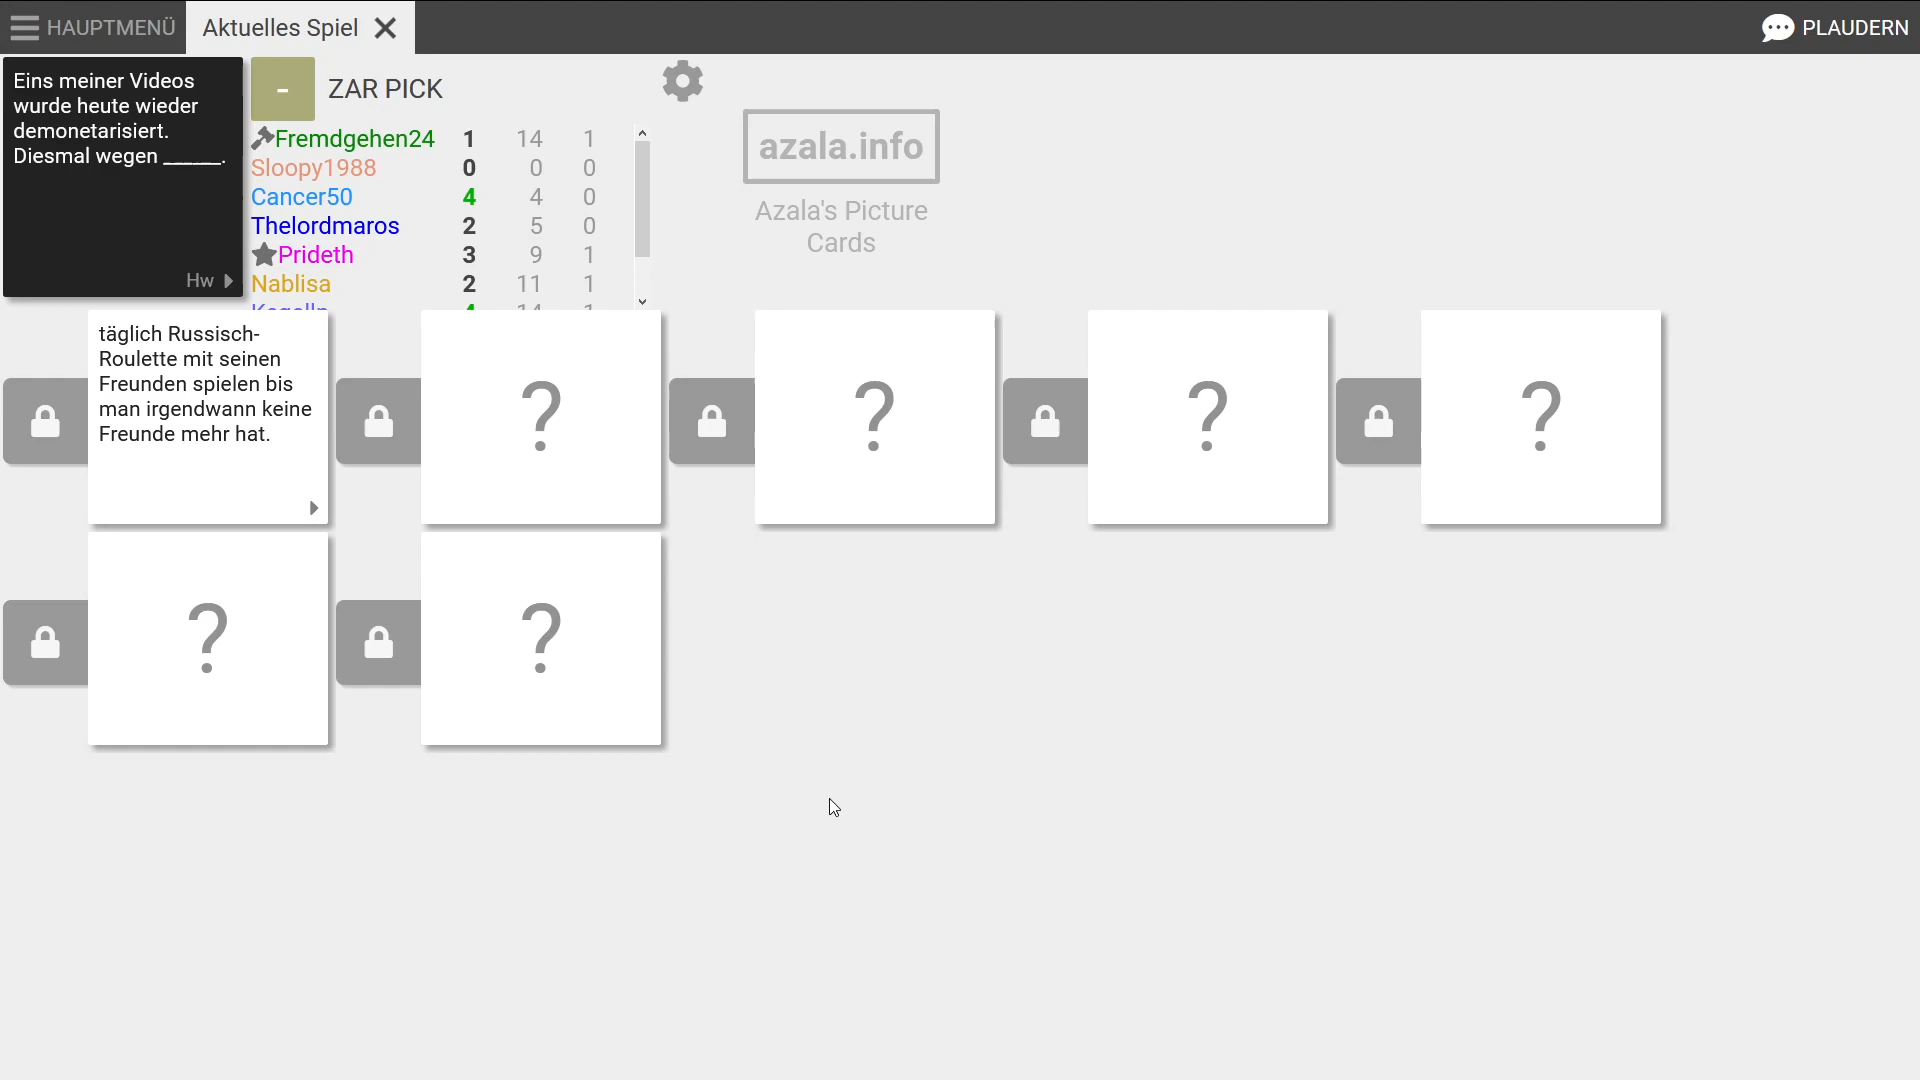 HAUPTMENÜ
Aktuelles Spiel
PLAUDERN
Eins meiner Videos
wurde heute wieder
demonetarisiert.
Diesmal wegen ______.
Hw
-
ZAR PICK
Fremdgehen24 1 14 1
Sloopy1988 0 0 0
Cancer50 4 4 0
Thelordmaros 2 5 0
Prideth 3 9 1
Nablisa 2 11 1
azala.info
Azala's Picture
Cards
täglich Russisch-
Roulette mit seinen
Freunden spielen bis
man irgendwann keine
Freunde mehr hat.
? ? ? ?
? ?